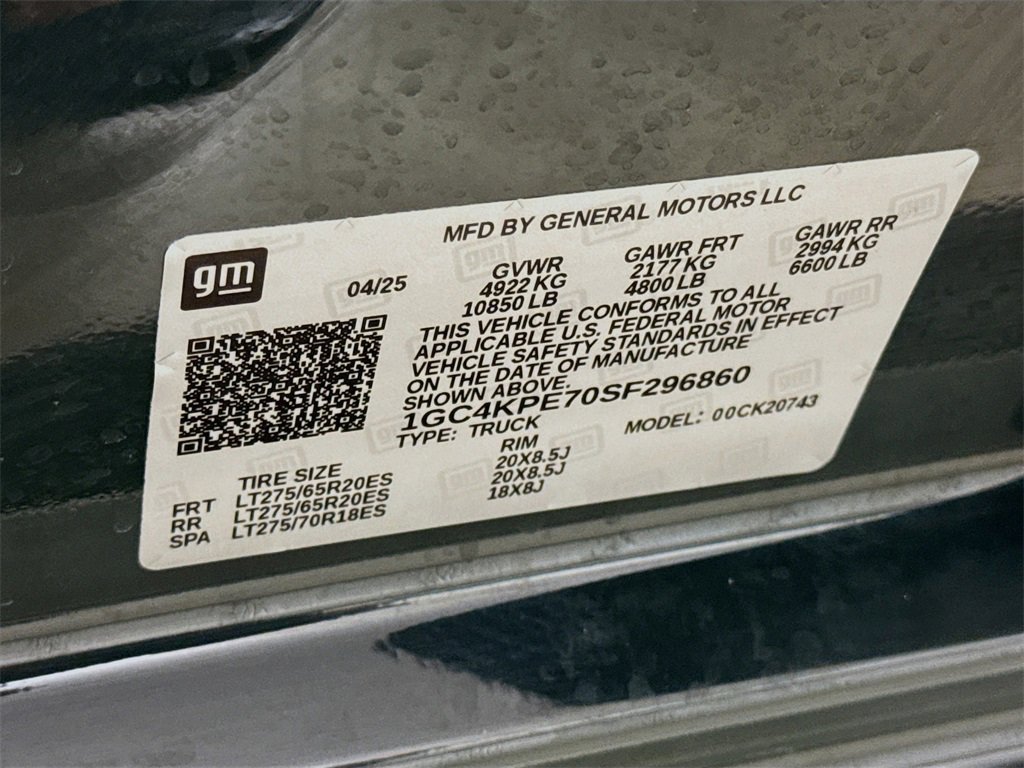 MFD BY GENERAL MOTORS LLC
gm
04/25
GVWR
4922 KG
10850 LB
GAWR FRT
2177 KG
4800 LB
GAWR RR
2994 KG
6600 LB
THIS VEHICLE CONFORMS TO ALL
APPLICABLE U.S. FEDERAL MOTOR
VEHICLE SAFETY STANDARDS IN EFFECT
ON THE DATE OF MANUFACTURE
SHOWN ABOVE.
1GC4KPE70SF296860
TYPE: TRUCK
MODEL: 00CK20743
TIRE SIZE RIM
FRT LT275/65R20ES 20X8.5J
RR LT275/65R20ES 20X8.5J
SPA LT275/70R18ES 18X8J